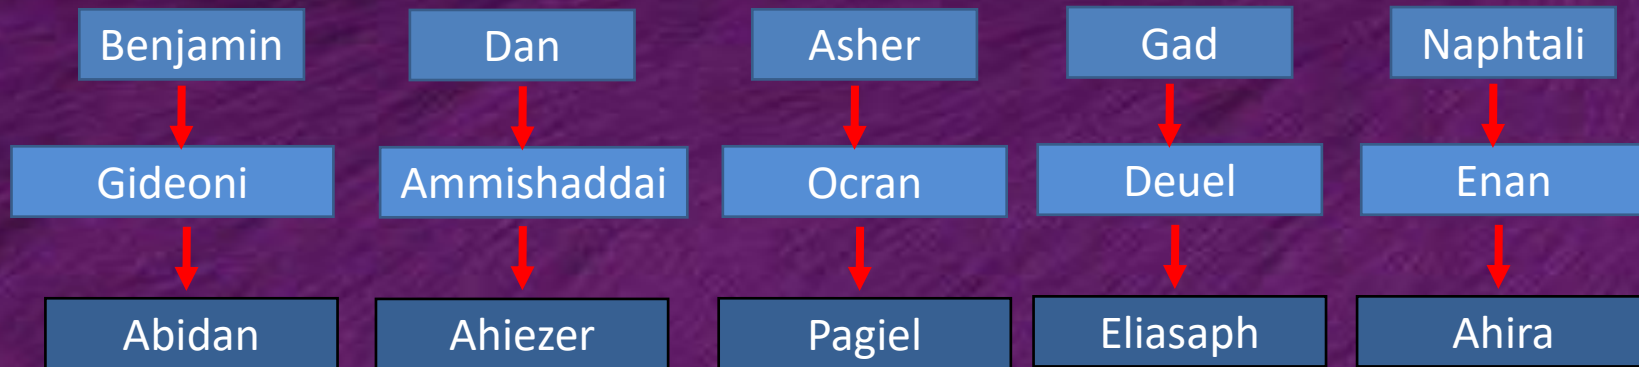 Benjamin Dan Asher Gad Naphtali
Gideoni Ammishaddai Ocran Deuel Enan
Abidan Ahiezer Pagiel Eliasaph Ahira